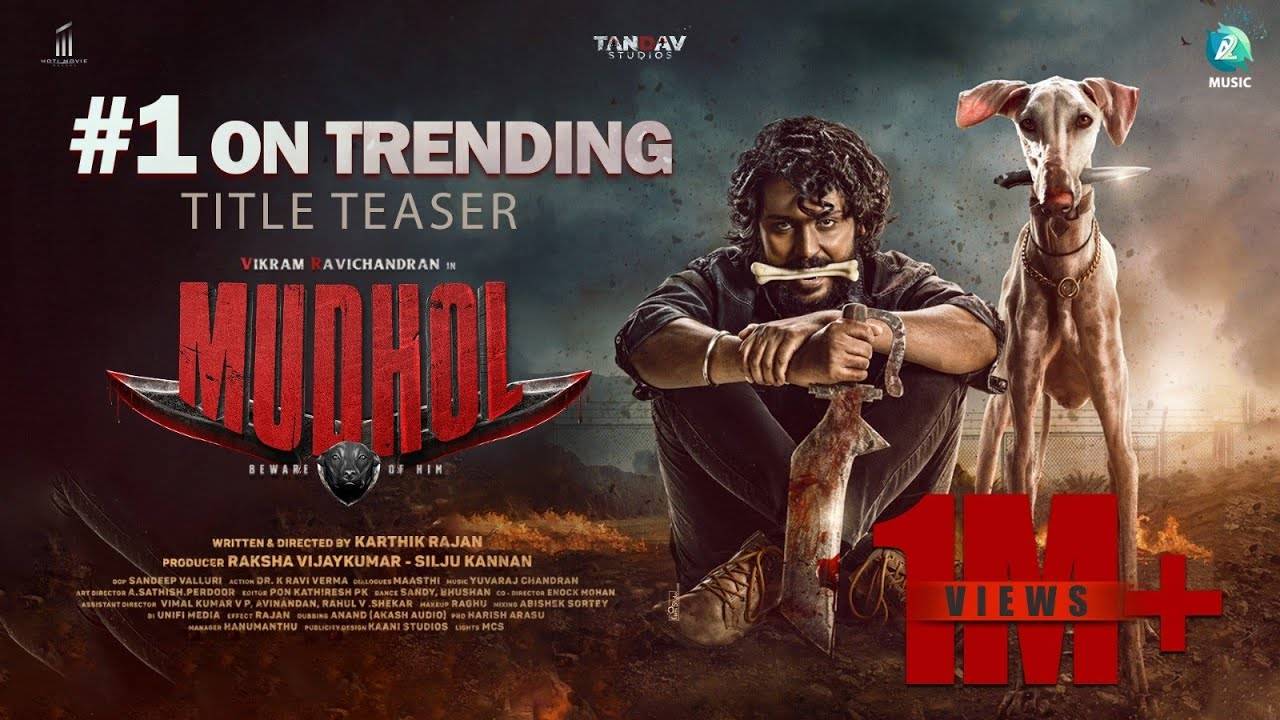 MOTI MOVIE
TANDAV
STUDIOS
MUSIC
#1 ON TRENDING
TITLE TEASER
VIKRAM RAVICHANDRAN IN
MUDHOL
BEWARE OF HIM
WRITTEN & DIRECTED BY KARTHIK RAJAN
PRODUCER RAKSHA VIJAYKUMAR - SILJU KANNAN
DOP SANDEEP VALLURI ACTION DR. K RAVI VERMA DIALOGUES MAASTHI MUSIC YUVARAJ CHANDRAN
ART DIRECTOR A.SATHISH.PERDOOR EDITOR PON KATHIRESH PK DANCE SANDY, BHUSHAN CO - DIRECTOR ENOCK MOHAN
ASSISTANT DIRECTOR VIMAL KUMAR V P, AVINANDAN, RAHUL V .SHEKAR MAKEUP RAGHU MIXING ABISHEK SORTEY
DI UNIFI MEDIA EFFECT RAJAN DUBBING ANAND (AKASH AUDIO) PRO HARISH ARASU
MANAGER HANUMANTHU PUBLICITY DESIGN KAANI STUDIOS LIGHTS MCS
1M+
VIEWS